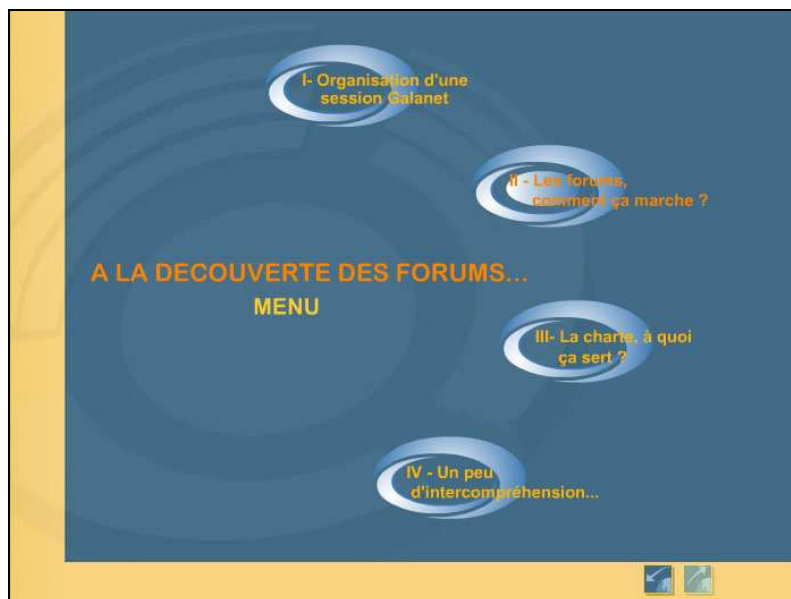 I- Organisation d'une
session Galanet
II - Les forums,
comment ça marche ?
A LA DECOUVERTE DES FORUMS...
MENU
III- La charte, à quoi
ça sert ?
IV - Un peu
d'intercompréhension...